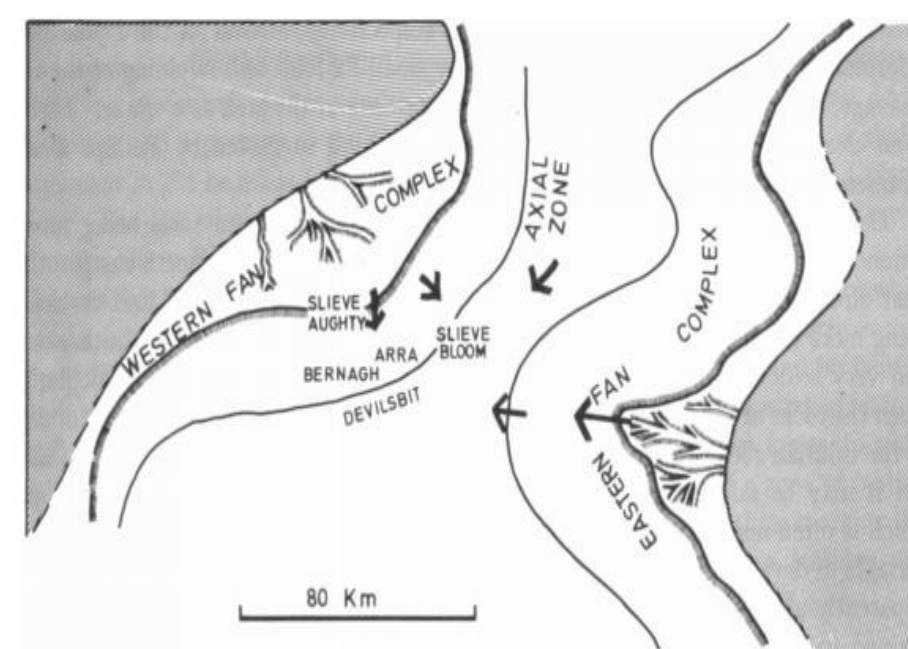 COMPLEX
WESTERN FAN
AXIAL
ZONE
COMPLEX
SLIEVE
AUGHTY
SLIEVE
BLOOM
ARRA
BERNAGH
DEVILSBIT
FAN
EASTERN
80 Km